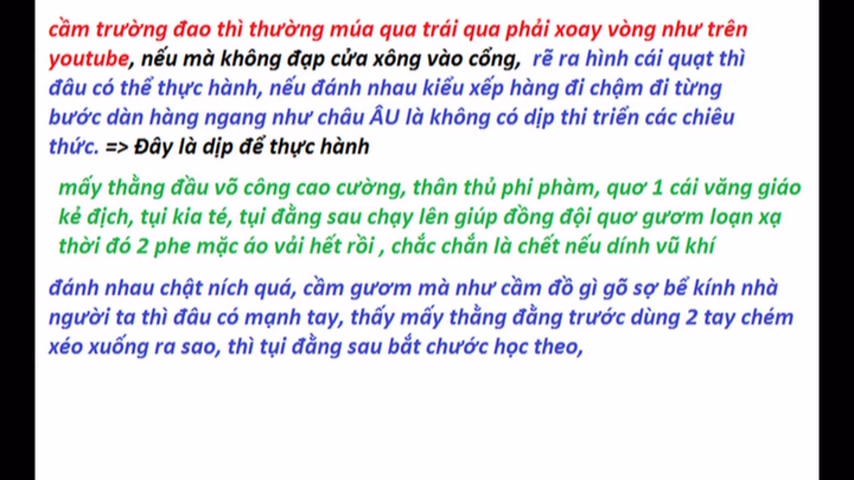 cầm trường đao thì thường múa qua trái qua phải xoay vòng như trên
youtube, nếu mà không đạp cửa xông vào cổng, rẽ ra hình cái quạt thì
đâu có thể thực hành, nếu đánh nhau kiểu xếp hàng đi chậm đi từng
bước dàn hàng ngang như châu ÂU là không có dịp thi triển các chiêu
thức. => Đây là dịp để thực hành
mấy thằng đầu võ công cao cường, thân thủ phi phàm, quơ 1 cái văng giáo
kẻ địch, tụi kia té, tụi đằng sau chạy lên giúp đồng đội quơ gươm loạn xạ
thời đó 2 phe mặc áo vải hết rồi , chắc chắn là chết nếu dính vũ khí
đánh nhau chật ních quá, cầm gươm mà như cầm đồ gì gõ sợ bể kính nhà
người ta thì đâu có mạnh tay, thấy mấy thằng đằng trước dùng 2 tay chém
xéo xuống ra sao, thì tụi đằng sau bắt chước học theo,